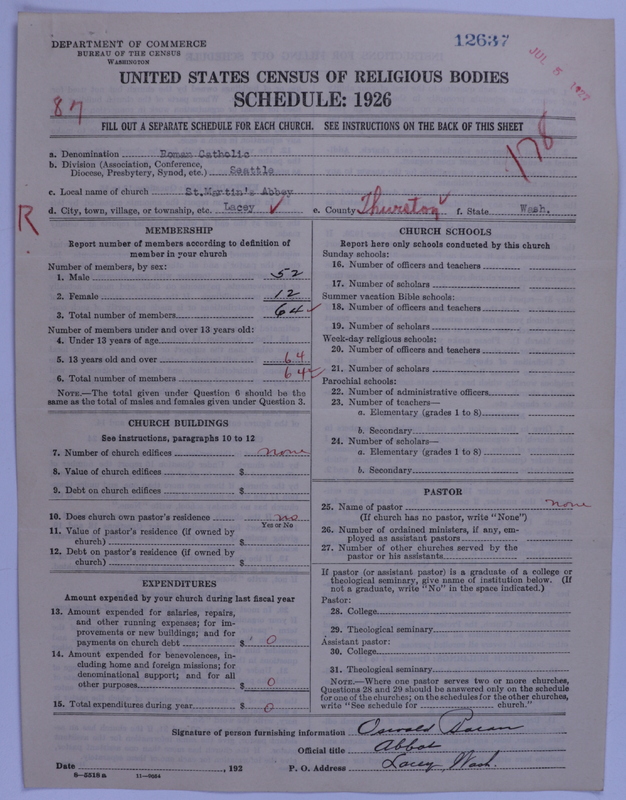 DEPARTMENT OF COMMERCE
BUREAU OF THE CENSUS
WASHINGTON
12637
JUL 5 1927
UNITED STATES CENSUS OF RELIGIOUS BODIES
SCHEDULE: 1926
87
FILL OUT A SEPARATE SCHEDULE FOR EACH CHURCH. SEE INSTRUCTIONS ON THE BACK OF THIS SHEET
178
a. Denomination Roman Catholic
b. Division (Association, Conference,
Diocese, Presbytery, Synod, etc.) Seattle
c. Local name of church St.Martin's Abbey
d. City, town, village, or township, etc. Lacey ✓ e. County Thurston ✓ f. State Wash.
R
MEMBERSHIP
Report number of members according to definition of
member in your church
Number of members, by sex:
1. Male 52
2. Female 12
3. Total number of members 64 ✓
Number of members under and over 13 years old:
4. Under 13 years of age
5. 13 years old and over 64
6. Total number of members 64 ✓
NOTE.—The total given under Question 6 should be the
same as the total of males and females given under Question 3.
CHURCH BUILDINGS
See instructions, paragraphs 10 to 12
7. Number of church edifices none
8. Value of church edifices $
9. Debt on church edifices $
10. Does church own pastor's residence no
Yes or No
11. Value of pastor's residence (if owned by
church) $
12. Debt on pastor's residence (if owned by
church) $
EXPENDITURES
Amount expended by your church during last fiscal year
13. Amount expended for salaries, repairs,
and other running expenses; for im-
provements or new buildings; and for
payments on church debt $ 0
14. Amount expended for benevolences, in-
cluding home and foreign missions; for
denominational support; and for all
other purposes $ 0
15. Total expenditures during year $ 0
CHURCH SCHOOLS
Report here only schools conducted by this church
Sunday schools:
16. Number of officers and teachers
17. Number of scholars
Summer vacation Bible schools:
18. Number of officers and teachers
19. Number of scholars
Week-day religious schools:
20. Number of officers and teachers
21. Number of scholars
Parochial schools:
22. Number of administrative officers
23. Number of teachers—
a. Elementary (grades 1 to 8)
b. Secondary
24. Number of scholars—
a. Elementary (grades 1 to 8)
b. Secondary
PASTOR
25. Name of pastor none
(If church has no pastor, write "None")
26. Number of ordained ministers, if any, em-
ployed as assistant pastors
27. Number of other churches served by the
pastor or his assistants
If pastor (or assistant pastor) is a graduate of a college or
theological seminary, give name of institution below. (If
not a graduate, write "No" in the space indicated.)
Pastor:
28. College
29. Theological seminary
Assistant pastor:
30. College
31. Theological seminary
NOTE.—Where one pastor serves two or more churches,
Questions 28 and 29 should be answered only on the schedule
for one of the churches; on the schedules for the other churches,
write "See schedule for church."
Signature of person furnishing information Oswald Baran
Official title Abbot
Date , 192 P. O. Address Lacey, Wash.
8—5518a 11—9054